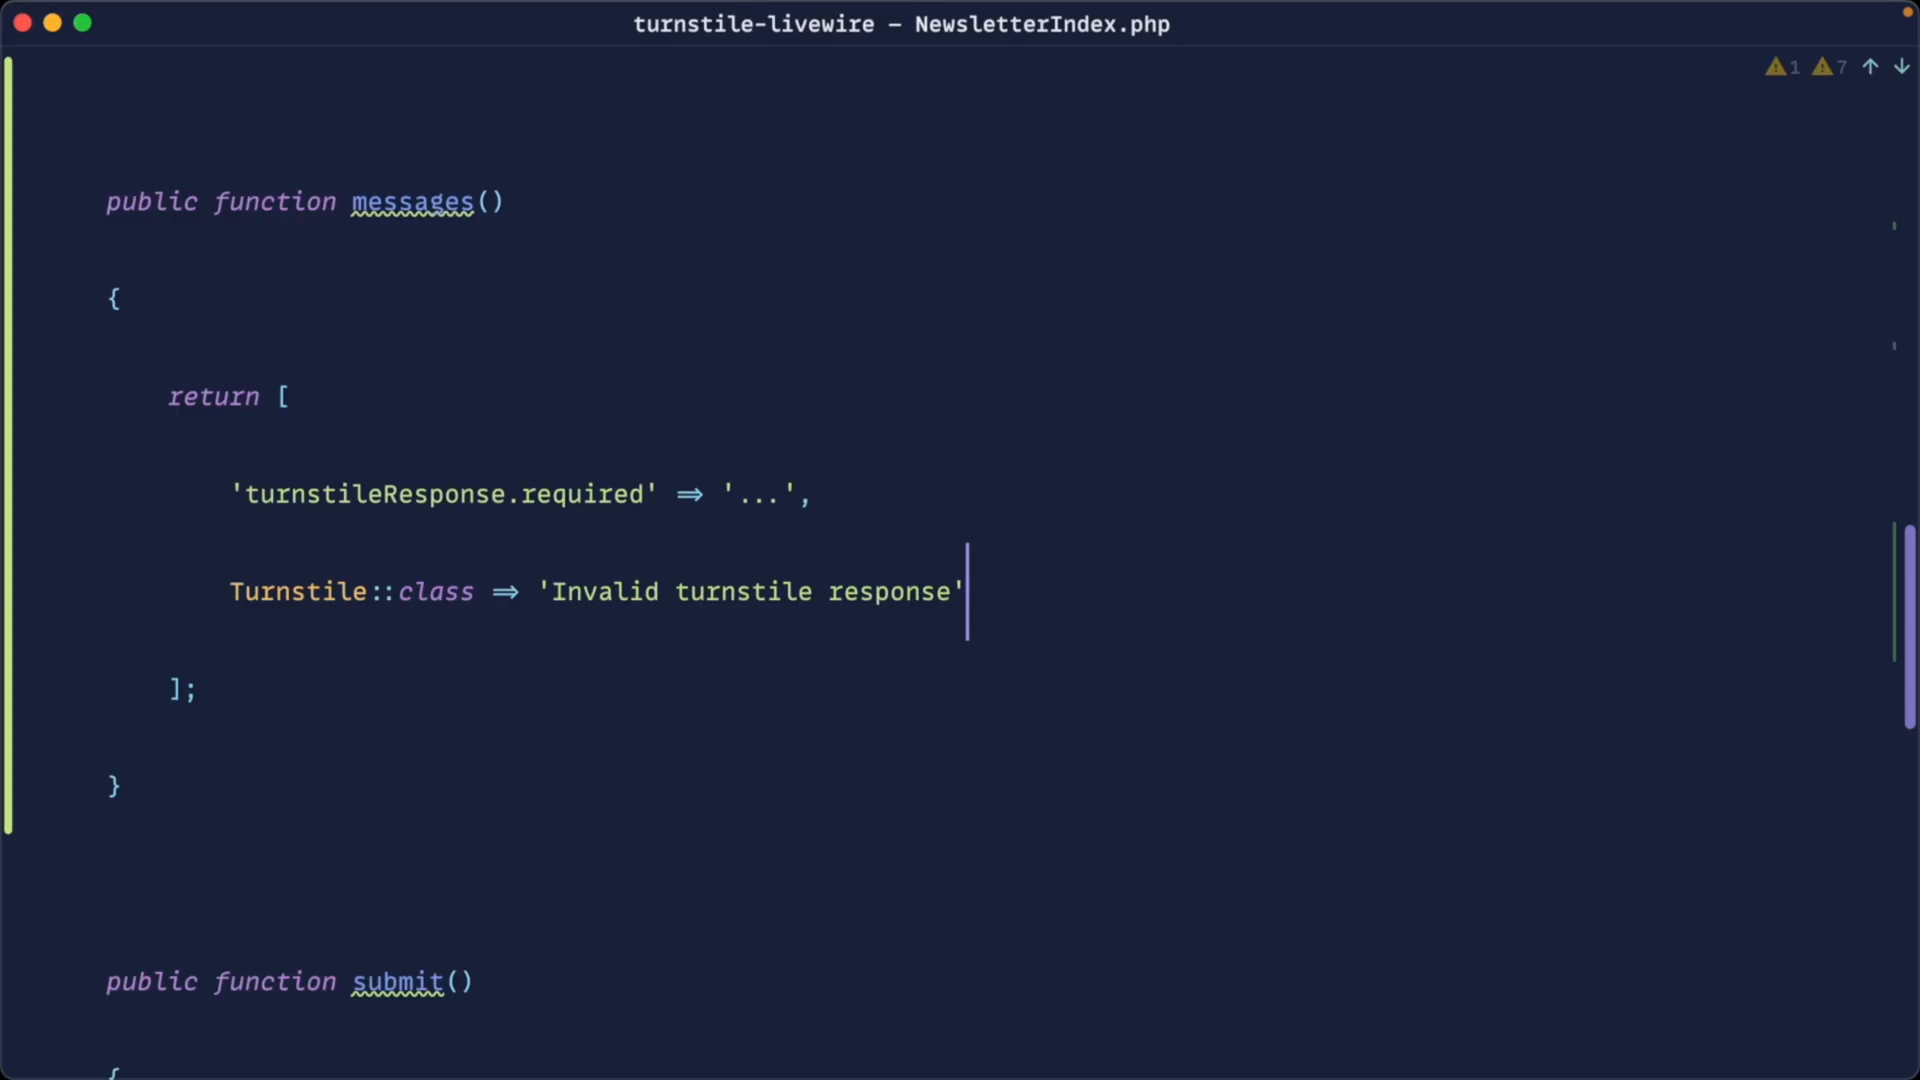 turnstile-livewire – NewsletterIndex.php
1 7
public function messages()
{
return [
'turnstileResponse.required' => '...',
Turnstile::class => 'Invalid turnstile response'
];
}
public function submit()
{